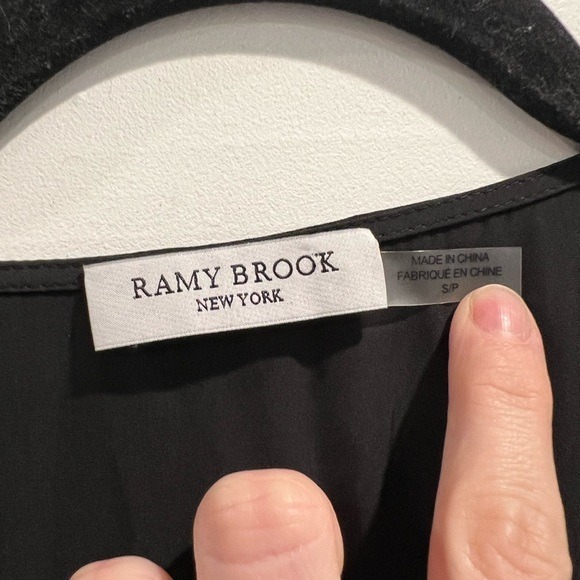 RAMY BROOK
NEW YORK
MADE IN CHINA
FABRIQUÉ EN CHINE
S/P